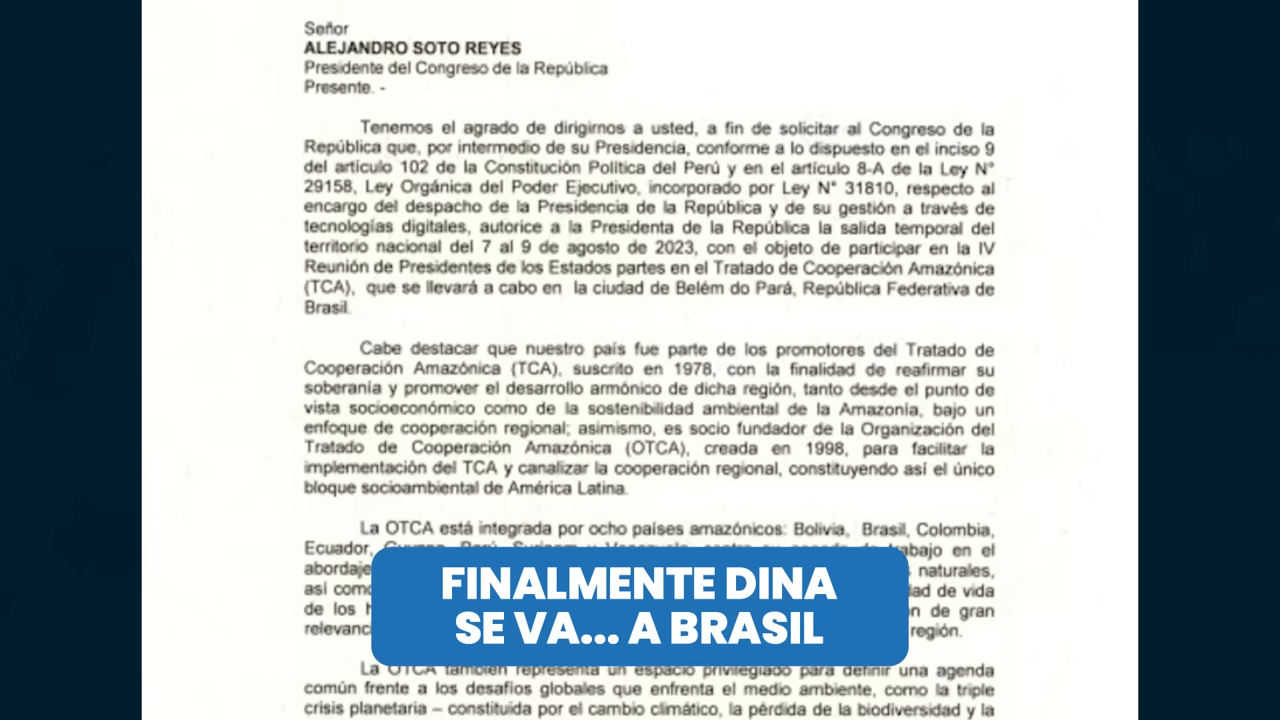 Señor
ALEJANDRO SOTO REYES
Presidente del Congreso de la República
Presente. -
Tenemos el agrado de dirigirnos a usted, a fin de solicitar al Congreso de la
República que, por intermedio de su Presidencia, conforme a lo dispuesto en el inciso 9
del artículo 102 de la Constitución Política del Perú y en el artículo 8-A de la Ley N°
29158, Ley Orgánica del Poder Ejecutivo, incorporado por Ley N° 31810, respecto al
encargo del despacho de la Presidencia de la República y de su gestión a través de
tecnologías digitales, autorice a la Presidenta de la República la salida temporal del
territorio nacional del 7 al 9 de agosto de 2023, con el objeto de participar en la IV
Reunión de Presidentes de los Estados partes en el Tratado de Cooperación Amazónica
(TCA), que se llevará a cabo en la ciudad de Belém do Pará, República Federativa de
Brasil.
Cabe destacar que nuestro país fue parte de los promotores del Tratado de
Cooperación Amazónica (TCA), suscrito en 1978, con la finalidad de reafirmar su
soberanía y promover el desarrollo armónico de dicha región, tanto desde el punto de
vista socioeconómico como de la sostenibilidad ambiental de la Amazonía, bajo un
enfoque de cooperación regional; asimismo, es socio fundador de la Organización del
Tratado de Cooperación Amazónica (OTCA), creada en 1998, para facilitar la
implementación del TCA y canalizar la cooperación regional, constituyendo así el único
bloque socioambiental de América Latina.
La OTCA está integrada por ocho países amazónicos: Bolivia, Brasil, Colombia,
Ecuador, en el
abordaje naturales,
así de vida
de los de gran
región.
FINALMENTE DINA
SE VA... A BRASIL
La OTCA también representa un espacio privilegiado para definir una agenda
común frente a los desafíos globales que enfrenta el medio ambiente, como la triple
crisis planetaria – constituida por el cambio climático, la pérdida de la biodiversidad y la